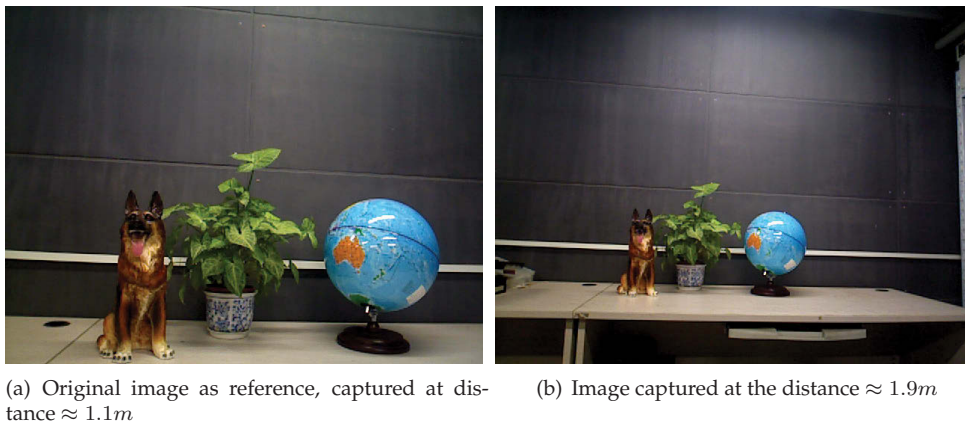 (a) Original image as reference, captured at dis-
tance ≈ 1.1m
(b) Image captured at the distance ≈ 1.9m